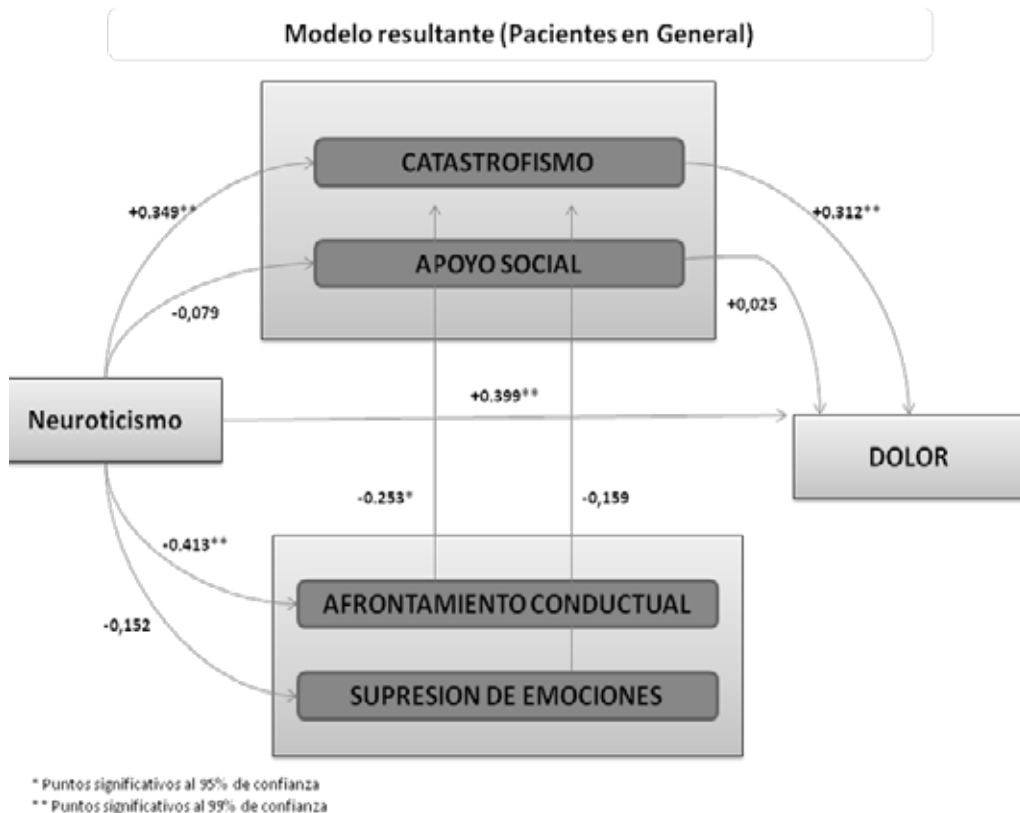 Modelo resultante (Pacientes en General)
CATASTROFISMO
+0.349**
+0.312**
APOYO SOCIAL
-0,079
+0,025
+0.399**
Neuroticismo
DOLOR
-0.253*
-0,159
-0.413**
AFRONTAMIENTO CONDUCTUAL
-0,152
SUPRESION DE EMOCIONES
* Puntos significativos al 95% de confianza
** Puntos significativos al 99% de confianza